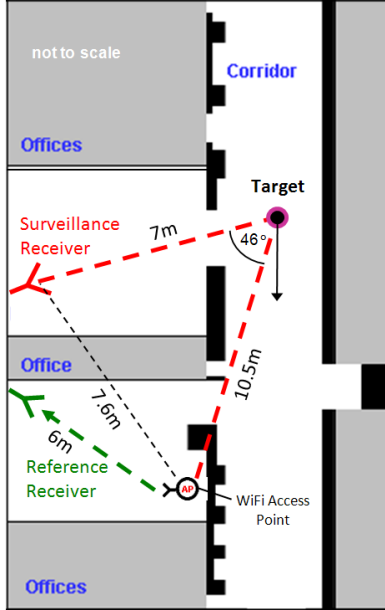 not to scale
Corridor
Offices
Target
Surveillance
Receiver
7m
46°
Office
10.5m
7.6m
6m
Reference
Receiver
AP
WiFi Access
Point
Offices